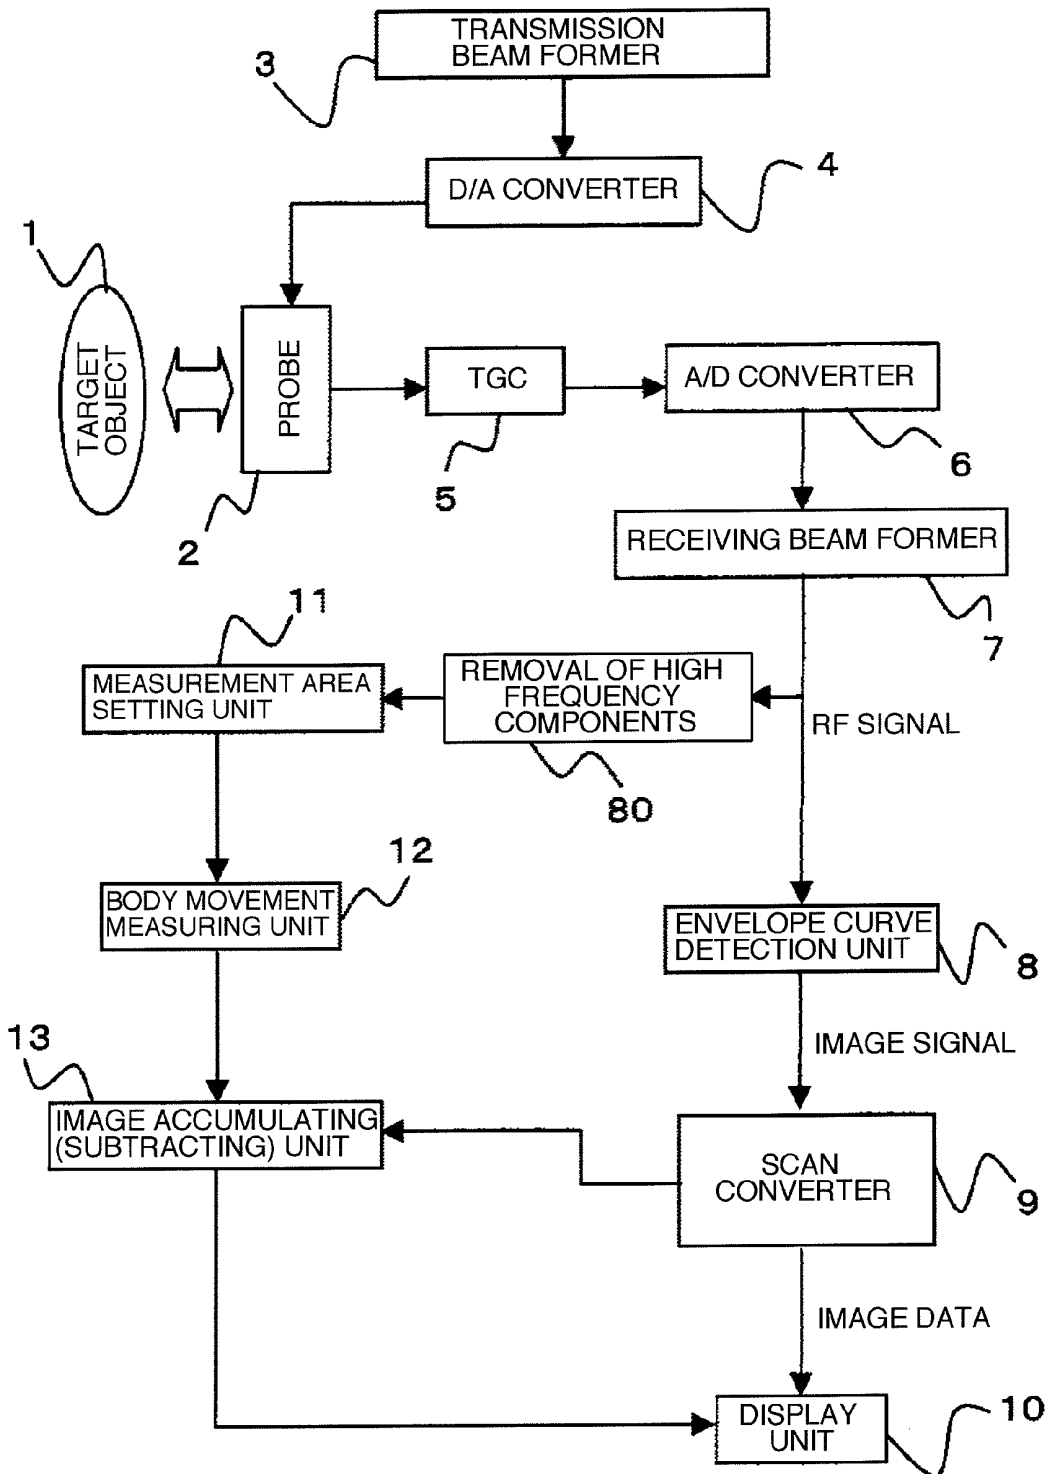 TRANSMISSION
BEAM FORMER
3
D/A CONVERTER
4
1
TARGET
OBJECT
PROBE
2
TGC
5
A/D CONVERTER
6
RECEIVING BEAM FORMER
7
11
MEASUREMENT AREA
SETTING UNIT
REMOVAL OF HIGH
FREQUENCY
COMPONENTS
80
RF SIGNAL
12
BODY MOVEMENT
MEASURING UNIT
ENVELOPE CURVE
DETECTION UNIT
8
IMAGE SIGNAL
13
IMAGE ACCUMULATING
(SUBTRACTING) UNIT
SCAN
CONVERTER
9
IMAGE DATA
DISPLAY
UNIT
10